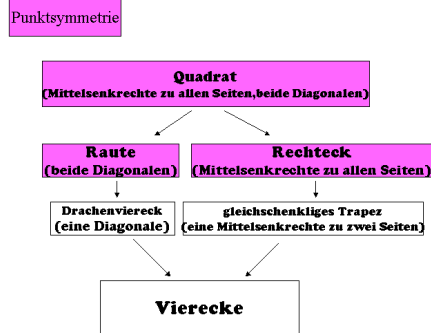 Punktsymmetrie
Quadrat
(Mittelsenkrechte zu allen Seiten,beide Diagonalen)
Raute
(beide Diagonalen)
Rechteck
(Mittelsenkrechte zu allen Seiten)
Drachenviereck
(eine Diagonale)
gleichschenkliges Trapez
(eine Mittelsenkrechte zu zwei Seiten)
Vierecke